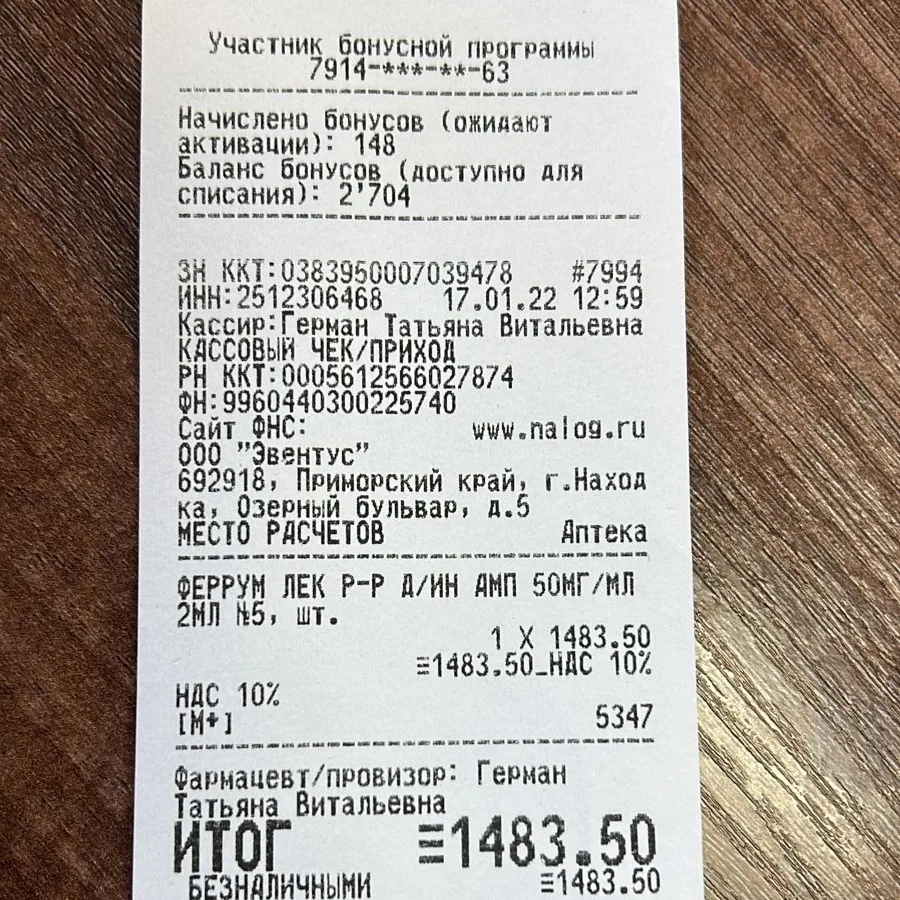 Участник бонусной программы
7914-***-**-63
Начислено бонусов (ожидают
активации): 148
Баланс бонусов (доступно для
списания): 2'704
ЗН ККТ:0383950007039478 #7994
ИНН:2512306468 17.01.22 12:59
Кассир:Герман Татьяна Витальевна
КАССОВЫЙ ЧЕК/ПРИХОД
РН ККТ:0005612566027874
ФН:9960440300225740
Сайт ФНС: www.nalog.ru
ООО "Эвентус"
692918, Приморский край, г.Наход
ка, Озерный бульвар, д.5
МЕСТО РАСЧЕТОВ Аптека
ФЕРРУМ ЛЕК Р-Р Д/ИН АМП 50МГ/МЛ
2МЛ №5, шт.
1 X 1483.50
≡1483.50_НДС 10%
НДС 10%
[М+] 5347
Фармацевт/провизор: Герман
Татьяна Витальевна
ИТОГ ≡1483.50
БЕЗНАЛИЧНЫМИ ≡1483.50